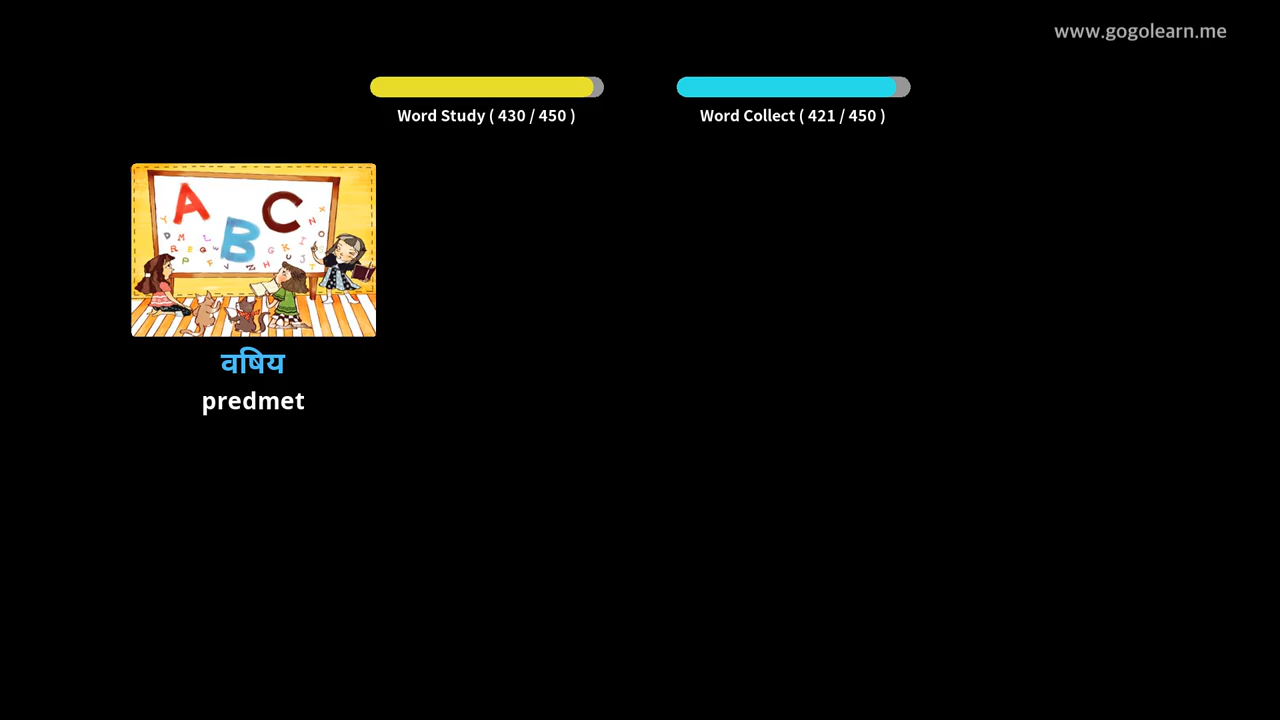 www.gogolearn.me
Word Study ( 430 / 450 )
Word Collect ( 421 / 450 )
A
B
C
वषिय
predmet